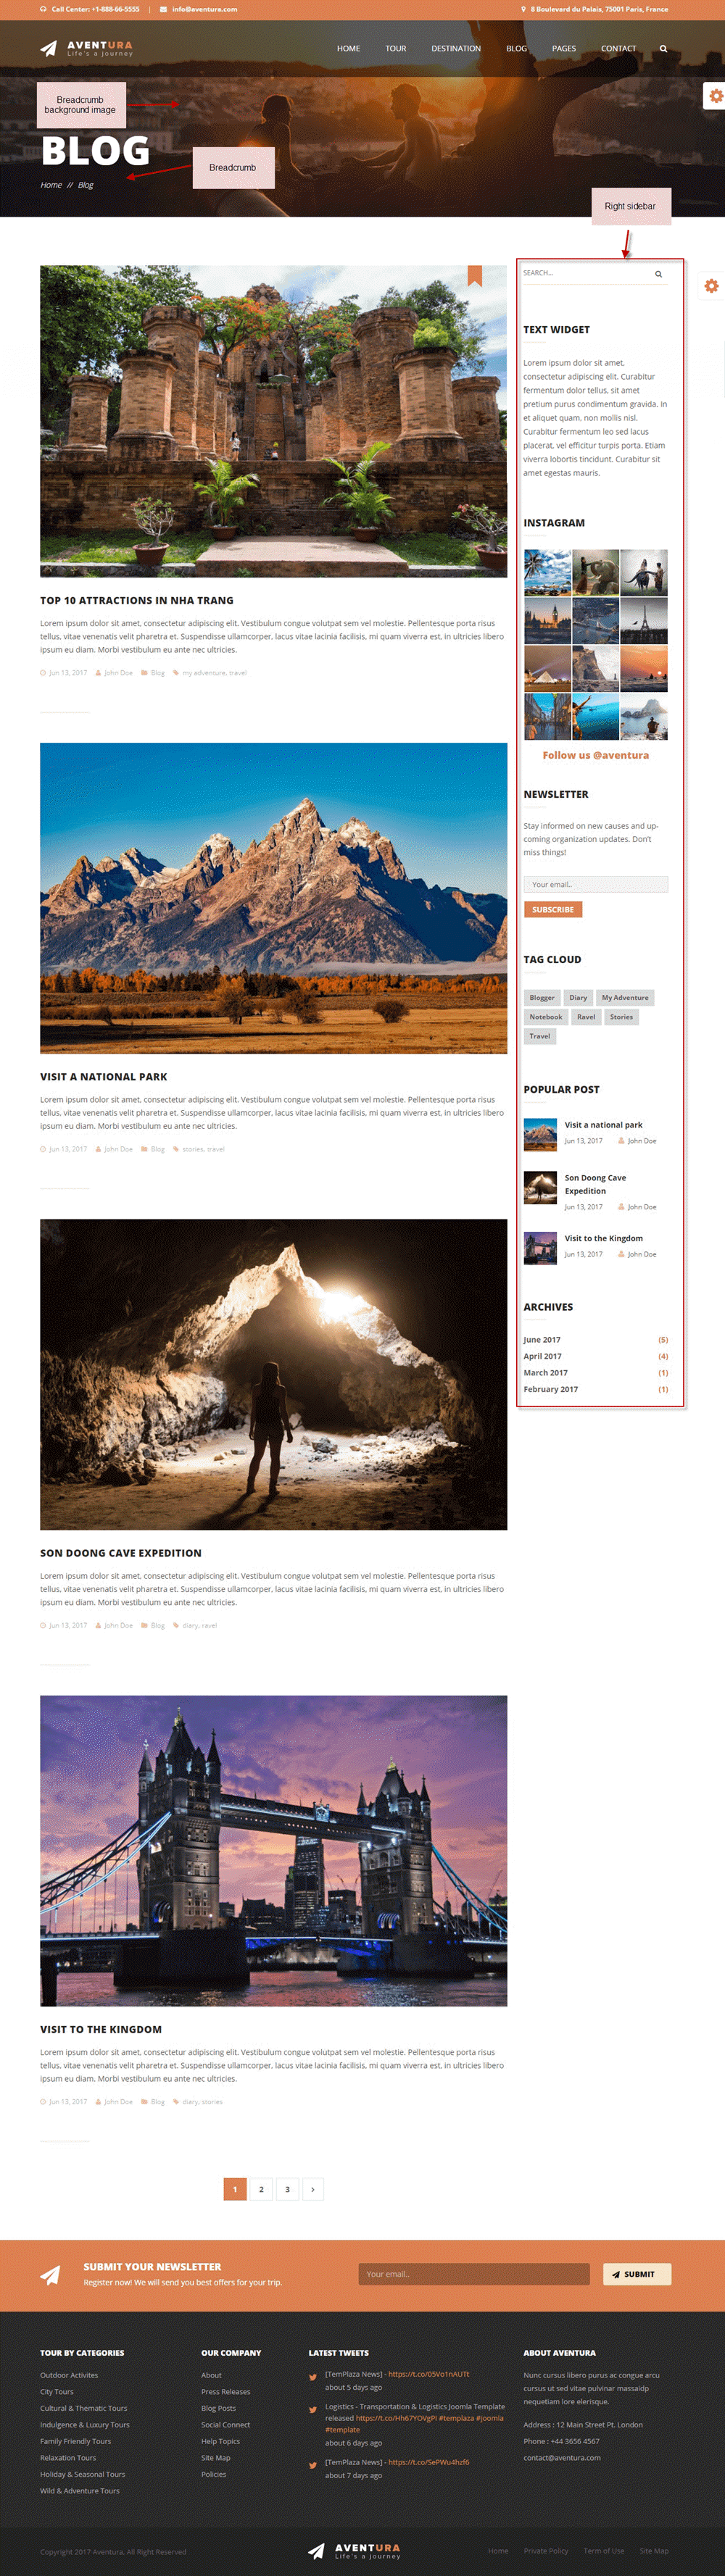 Call Center: +1-888-66-5555 | info@aventura.com
8 Boulevard du Palais, 75001 Paris, France
AVENTURA
Life's a journey
HOME TOUR DESTINATION BLOG PAGES CONTACT
Breadcrumb
background image
BLOG
Breadcrumb
Home // Blog
Right sidebar
TOP 10 ATTRACTIONS IN NHA TRANG
Lorem ipsum dolor sit amet, consectetur adipiscing elit. Vestibulum congue volutpat sem vel molestie. Pellentesque porta risus
tellus, vitae venenatis velit pharetra et. Suspendisse ullamcorper, lacus vitae lacinia facilisis, mi quam viverra est, in ultricies libero
ipsum eu diam. Morbi vestibulum eu ante nec ultricies.
Jun 13, 2017 John Doe Blog my adventure, travel
VISIT A NATIONAL PARK
Lorem ipsum dolor sit amet, consectetur adipiscing elit. Vestibulum congue volutpat sem vel molestie. Pellentesque porta risus
tellus, vitae venenatis velit pharetra et. Suspendisse ullamcorper, lacus vitae lacinia facilisis, mi quam viverra est, in ultricies libero
ipsum eu diam. Morbi vestibulum eu ante nec ultricies.
Jun 13, 2017 John Doe Blog stories, travel
SON DOONG CAVE EXPEDITION
Lorem ipsum dolor sit amet, consectetur adipiscing elit. Vestibulum congue volutpat sem vel molestie. Pellentesque porta risus
tellus, vitae venenatis velit pharetra et. Suspendisse ullamcorper, lacus vitae lacinia facilisis, mi quam viverra est, in ultricies libero
ipsum eu diam. Morbi vestibulum eu ante nec ultricies.
Jun 13, 2017 John Doe Blog diary, ravel
VISIT TO THE KINGDOM
Lorem ipsum dolor sit amet, consectetur adipiscing elit. Vestibulum congue volutpat sem vel molestie. Pellentesque porta risus
tellus, vitae venenatis velit pharetra et. Suspendisse ullamcorper, lacus vitae lacinia facilisis, mi quam viverra est, in ultricies libero
ipsum eu diam. Morbi vestibulum eu ante nec ultricies.
Jun 13, 2017 John Doe Blog diary, stories
1 2 3 ›
SEARCH...
TEXT WIDGET
Lorem ipsum dolor sit amet,
consectetur adipiscing elit. Curabitur
fermentum dolor tellus, sit amet
pretium purus condimentum gravida. In
et aliquet quam, non mollis nisl.
Curabitur fermentum leo sed lacus
placerat, vel efficitur turpis porta. Etiam
viverra lobortis tincidunt. Curabitur sit
amet egestas mauris.
INSTAGRAM
Follow us @aventura
NEWSLETTER
Stay informed on new causes and up-
coming organization updates. Don't
miss things!
Your email..
SUBSCRIBE
TAG CLOUD
Blogger Diary My Adventure
Notebook Ravel Stories
Travel
POPULAR POST
Visit a national park
Jun 13, 2017 John Doe
Son Doong Cave
Expedition
Jun 13, 2017 John Doe
Visit to the Kingdom
Jun 13, 2017 John Doe
ARCHIVES
June 2017 (5)
April 2017 (4)
March 2017 (1)
February 2017 (1)
SUBMIT YOUR NEWSLETTER
Register now! We will send you best offers for your trip.
Your email..
SUBMIT
TOUR BY CATEGORIES
Outdoor Activites
City Tours
Cultural & Thematic Tours
Indulgence & Luxury Tours
Family Friendly Tours
Relaxation Tours
Holiday & Seasonal Tours
Wild & Adventure Tours
OUR COMPANY
About
Press Releases
Blog Posts
Social Connect
Help Topics
Site Map
Policies
LATEST TWEETS
[TemPlaza News] - https://t.co/05Vo1nAUTt
about 5 days ago
Logistics - Transportation & Logistics Joomla Template
released https://t.co/Hh67YOVgPI #templaza #joomla
#template
about 6 days ago
[TemPlaza News] - https://t.co/SePWu4hzf6
about 7 days ago
ABOUT AVENTURA
Nunc cursus libero purus ac congue arcu
cursus ut sed vitae pulvinar massaidp
nequetiam lore elerisque.
Address : 12 Main Street Pt. London
Phone : +44 3656 4567
contact@aventura.com
Copyright 2017 Aventura, All Right Reserved
AVENTURA
Life's a journey
Home Private Policy Term of Use Site Map